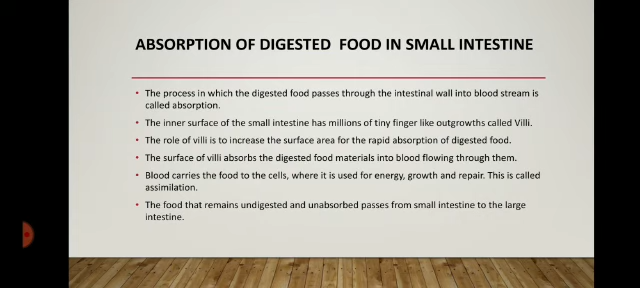 ABSORPTION OF DIGESTED FOOD IN SMALL INTESTINE
• The process in which the digested food passes through the intestinal wall into blood stream is
called absorption.
• The inner surface of the small intestine has millions of tiny finger like outgrowths called Villi.
• The role of villi is to increase the surface area for the rapid absorption of digested food.
• The surface of villi absorbs the digested food materials into blood flowing through them.
• Blood carries the food to the cells, where it is used for energy, growth and repair. This is called
assimilation.
• The food that remains undigested and unabsorbed passes from small intestine to the large
intestine.